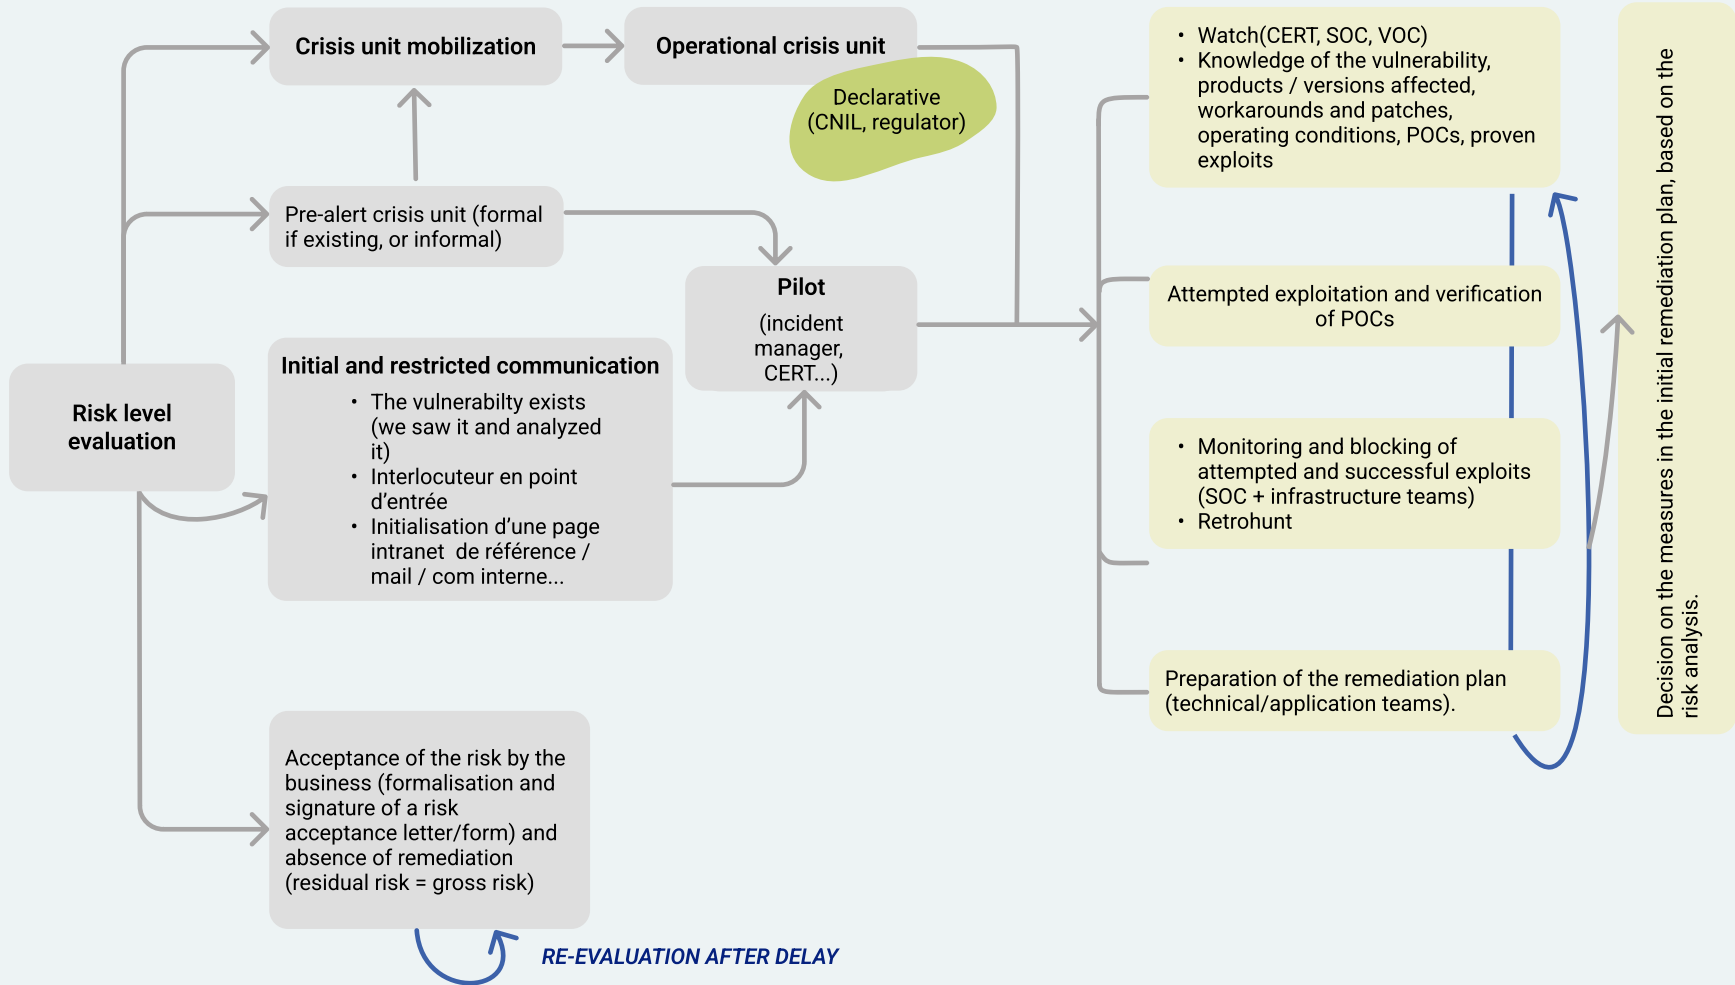 Crisis unit mobilization
Operational crisis unit
Declarative
(CNIL, regulator)
Pre-alert crisis unit (formal
if existing, or informal)
Pilot
(incident
manager,
CERT...)
Risk level
evaluation
Initial and restricted communication
• The vulnerabilty exists
(we saw it and analyzed
it)
• Interlocuteur en point
d'entrée
• Initialisation d'une page
intranet de référence /
mail / com interne...
Acceptance of the risk by the
business (formalisation and
signature of a risk
acceptance letter/form) and
absence of remediation
(residual risk = gross risk)
RE-EVALUATION AFTER DELAY
• Watch(CERT, SOC, VOC)
• Knowledge of the vulnerability,
products / versions affected,
workarounds and patches,
operating conditions, POCs, proven
exploits
Attempted exploitation and verification
of POCs
• Monitoring and blocking of
attempted and successful exploits
(SOC + infrastructure teams)
• Retrohunt
Preparation of the remediation plan
(technical/application teams).
Decision on the measures in the initial remediation plan, based on the
risk analysis.